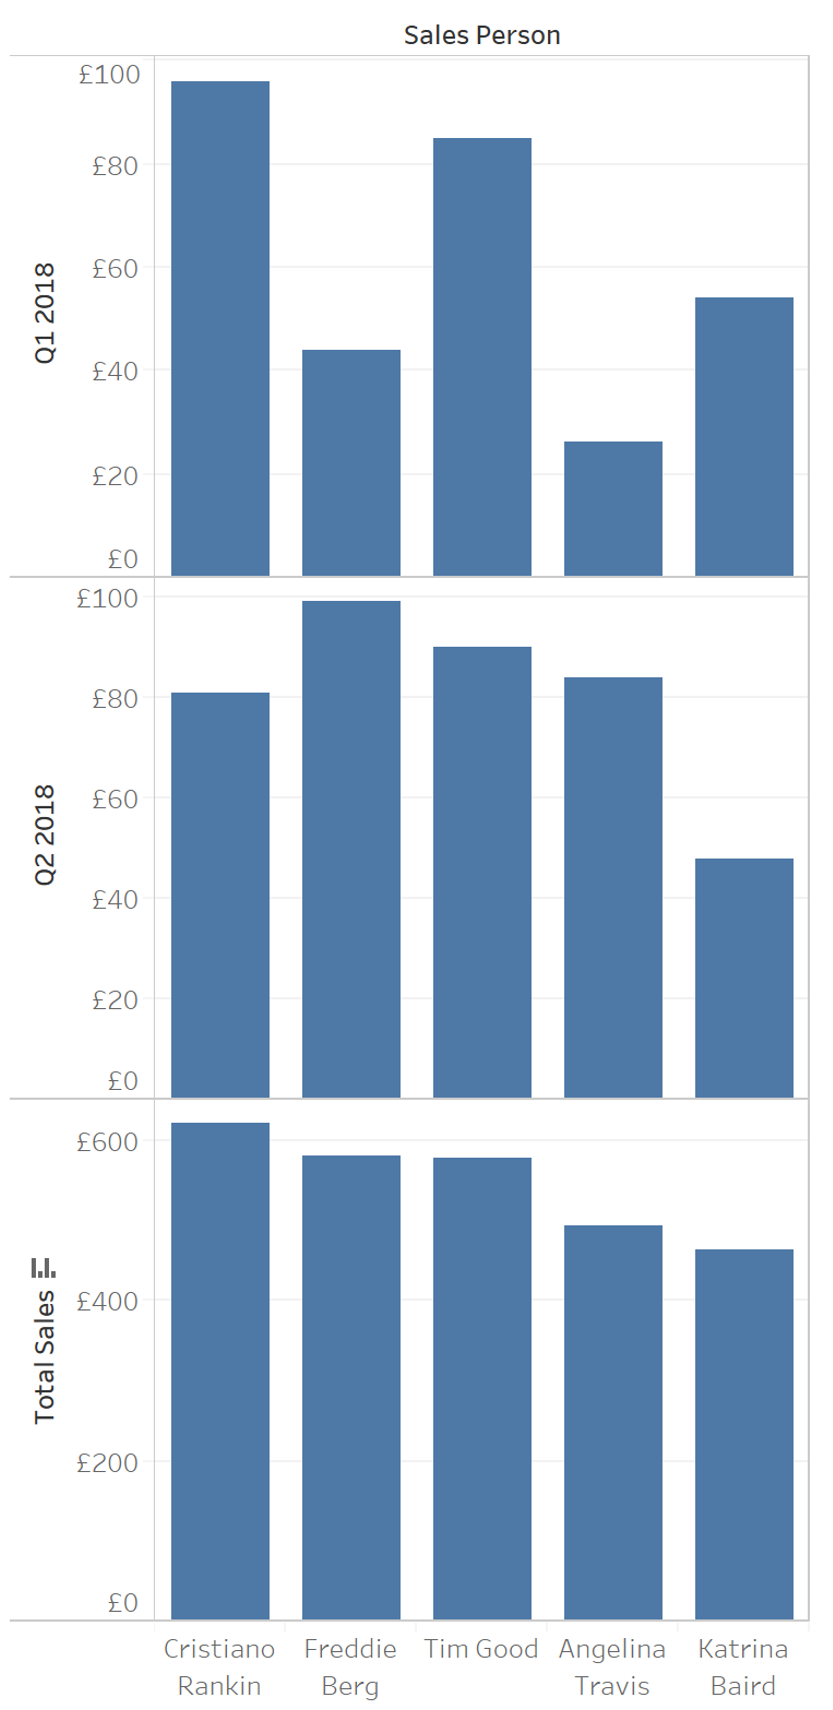 Sales Person
Q1 2018
£100
£80
£60
£40
£20
£0
Q2 2018
£100
£80
£60
£40
£20
£0
Total Sales
£600
£400
£200
£0
Cristiano
Rankin
Freddie
Berg
Tim Good
Angelina
Travis
Katrina
Baird